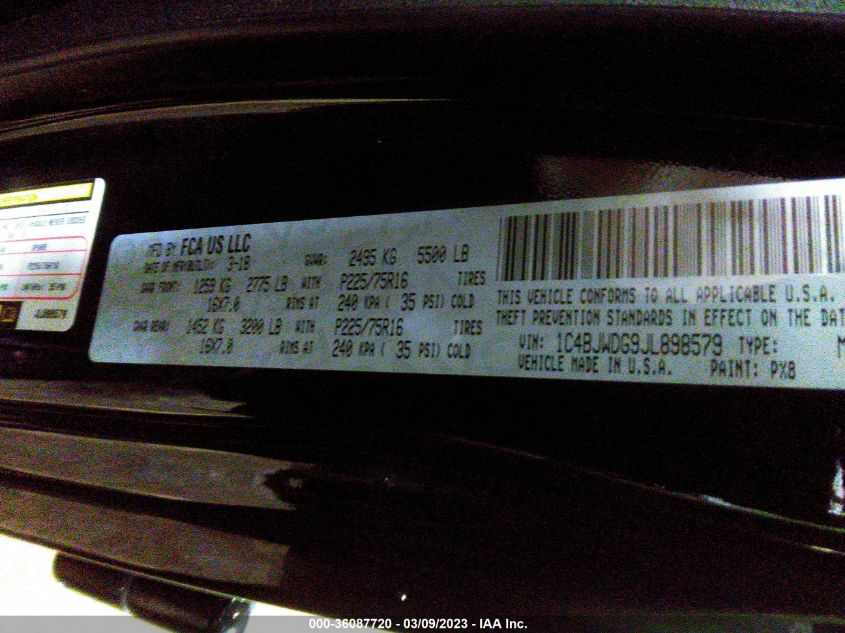 MFD BY FCA US LLC
DATE OF MFR 3-18 GVWR: 2495 KG 5500 LB
GAWR FRONT: 1259 KG 2775 LB WITH P225/75R16 TIRES
16X7.0 RIMS AT 240 KPA ( 35 PSI) COLD
GAWR REAR: 1452 KG 3200 LB WITH P225/75R16 TIRES
16X7.0 RIMS AT 240 KPA ( 35 PSI) COLD
THIS VEHICLE CONFORMS TO ALL APPLICABLE U.S.A.
THEFT PREVENTION STANDARDS IN EFFECT ON THE DAT
VIN: 1C4BJWDG9JL898579 TYPE: M
VEHICLE MADE IN U.S.A. PAINT: PX8
JL898579
000-36087720 / 03/09/2023 - IAA Inc.